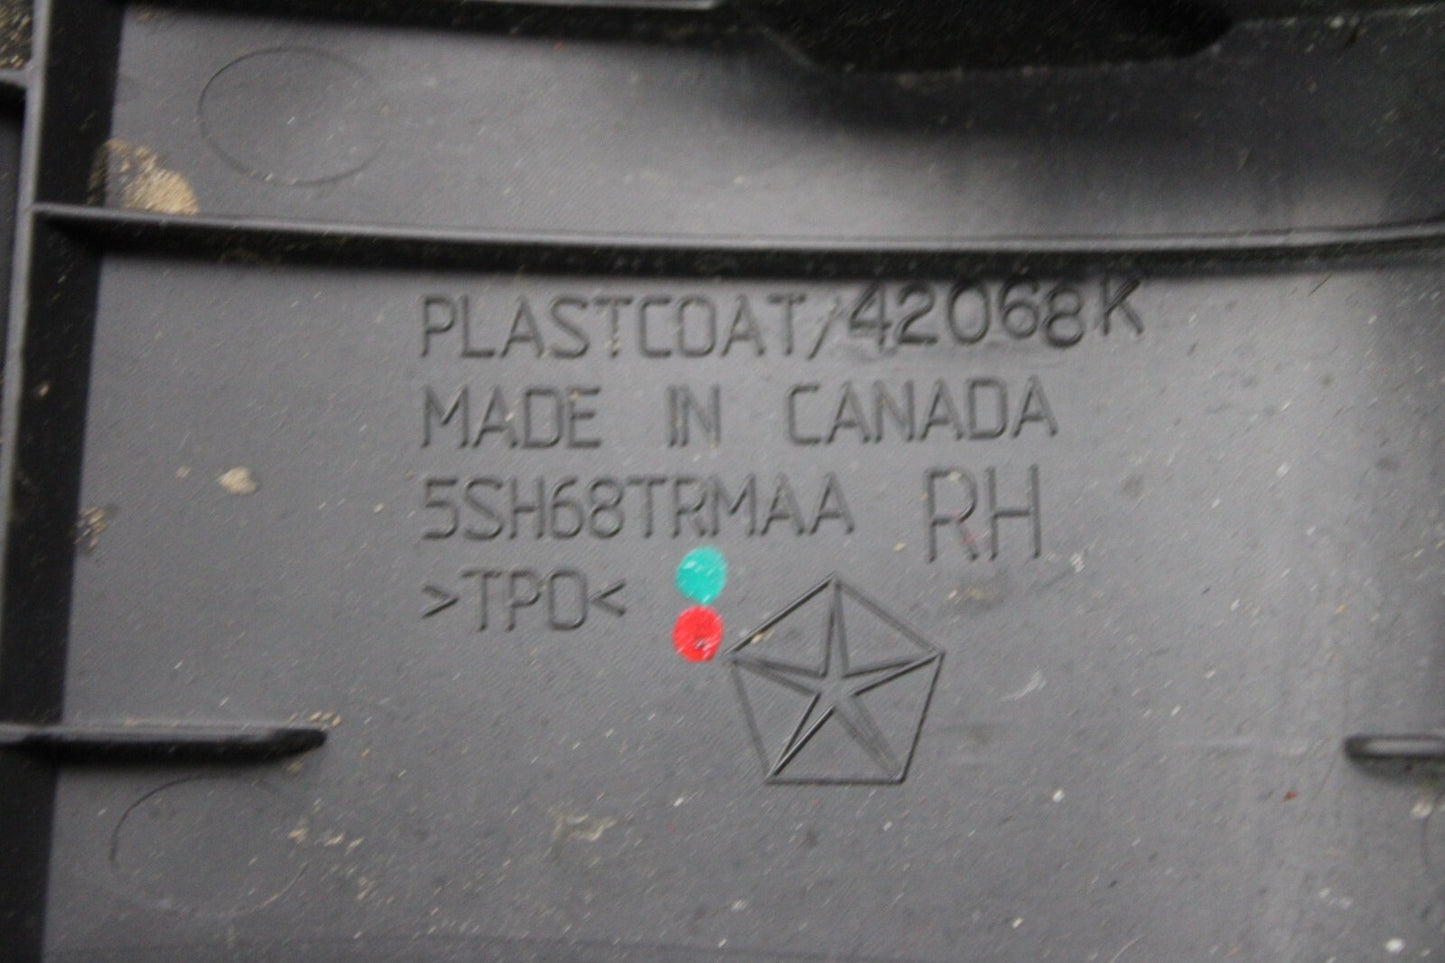 PLASTCOAT/42068K
MADE IN CANADA
5SH68TRMAA RH
>TPO<